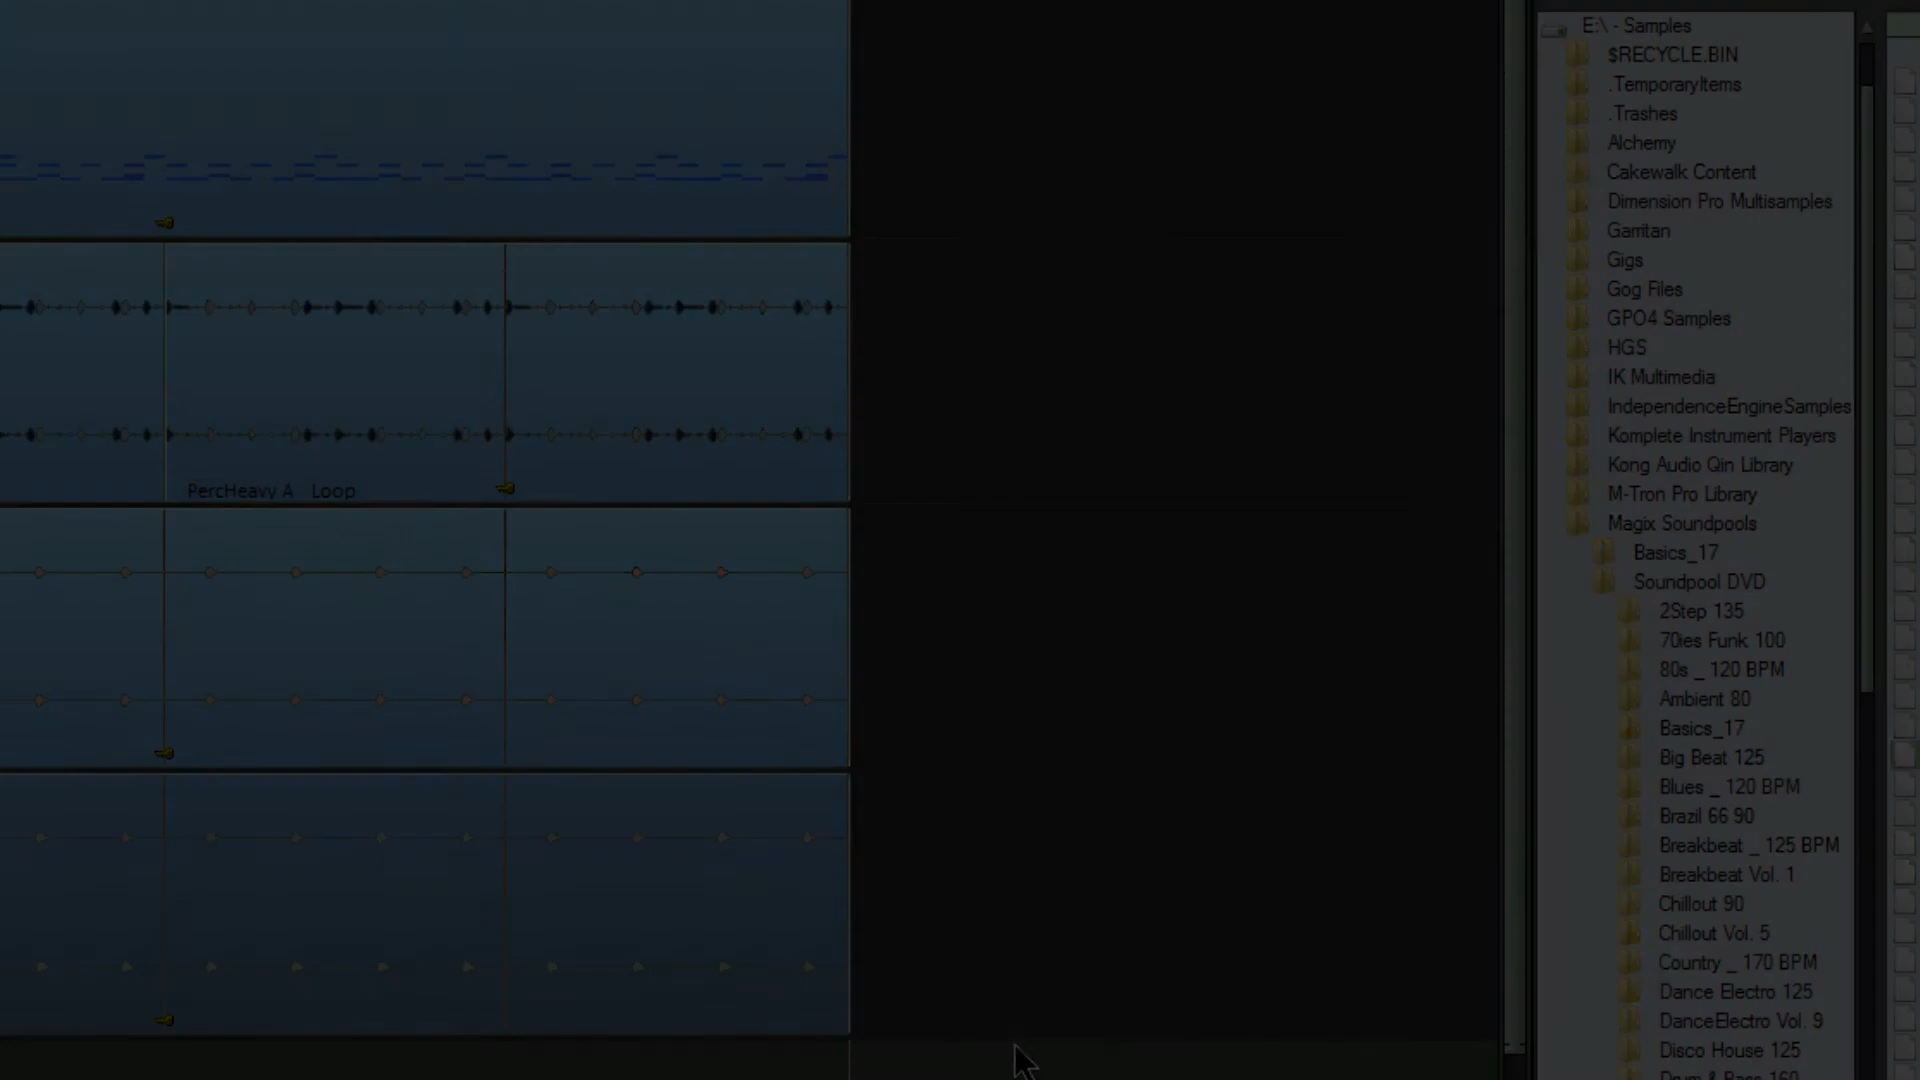 E:\ - Samples
$RECYCLE.BIN
.TemporaryItems
.Trashes
Alchemy
Cakewalk Content
Dimension Pro Multisamples
Garritan
Gigs
Gog Files
GPO4 Samples
HGS
IK Multimedia
IndependenceEngineSamples
Komplete Instrument Players
Kong Audio Qin Library
M-Tron Pro Library
Magix Soundpools
Basics_17
Soundpool DVD
2Step 135
70ies Funk 100
80s _ 120 BPM
Ambient 80
Basics_17
Big Beat 125
Blues _ 120 BPM
Brazil 66 90
Breakbeat _ 125 BPM
Breakbeat Vol. 1
Chillout 90
Chillout Vol. 5
Country _ 170 BPM
Dance Electro 125
DanceElectro Vol. 9
Disco House 125
Drum & Bass 160
PercHeavy A   Loop